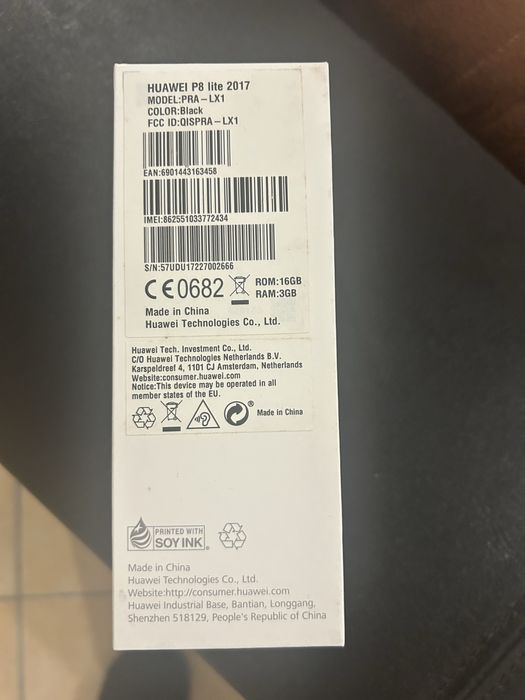 HUAWEI P8 lite 2017
MODEL:PRA-LX1
COLOR:Black
FCC ID:QISPRA-LX1
EAN:6901443163458
IMEI:862551033772434
S/N:57UDU17227002666
CE0682 ROM:16GB
RAM:3GB
Made in China
Huawei Technologies Co., Ltd.
Huawei Tech. Investment Co., Ltd.
C/O Huawei Technologies Netherlands B.V.
Karspeldreef 4, 1101 CJ Amsterdam, Netherlands
Website:consumer.huawei.com
Notice:This device may be operated in all
member states of the EU.
® Made in China
PRINTED WITH
SOY INK®
Made in China
Huawei Technologies Co., Ltd.
Website:http://consumer.huawei.com
Huawei Industrial Base, Bantian, Longgang,
Shenzhen 518129, People's Republic of China